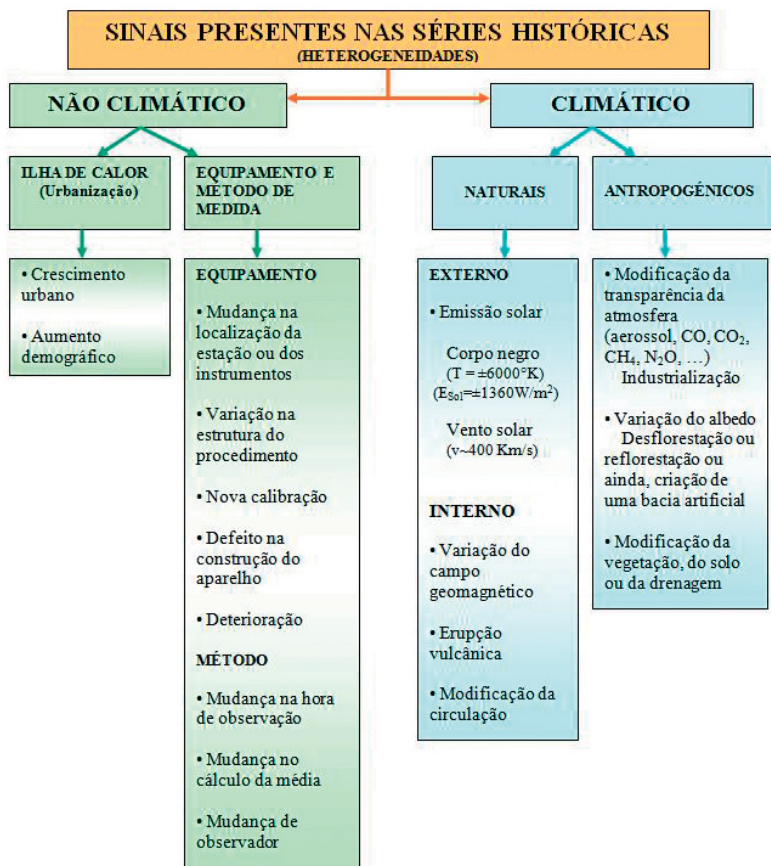 SINAIS PRESENTES NAS SÉRIES HISTÓRICAS
(HETEROGENEIDADES)
NÃO CLIMÁTICO
CLIMÁTICO
ILHA DE CALOR
(Urbanização)
EQUIPAMENTO E
MÉTODO DE
MEDIDA
NATURAIS
ANTROPOGÉNICOS
• Crescimento
urbano
• Aumento
demográfico
EQUIPAMENTO
• Mudança na
localização da
estação ou dos
instrumentos
• Variação na
estrutura do
procedimento
• Nova calibração
• Defeito na
construção do
aparelho
• Deterioração
MÉTODO
• Mudança na hora
de observação
• Mudança no
cálculo da média
• Mudança de
observador
EXTERNO
• Emissão solar
Corpo negro
(T = ±6000°K)
(E_Sol=±1360W/m²)
Vento solar
(v~400 Km/s)
INTERNO
• Variação do
campo
geomagnético
• Erupção
vulcânica
• Modificação da
circulação
• Modificação da
transparência da
atmosfera
(aerossol, CO, CO₂,
CH₄, N₂O, …)
Industrialização
• Variação do albedo
Desflorestação ou
reflorestação ou
ainda, criação de
uma bacia artificial
• Modificação da
vegetação, do solo
ou da drenagem